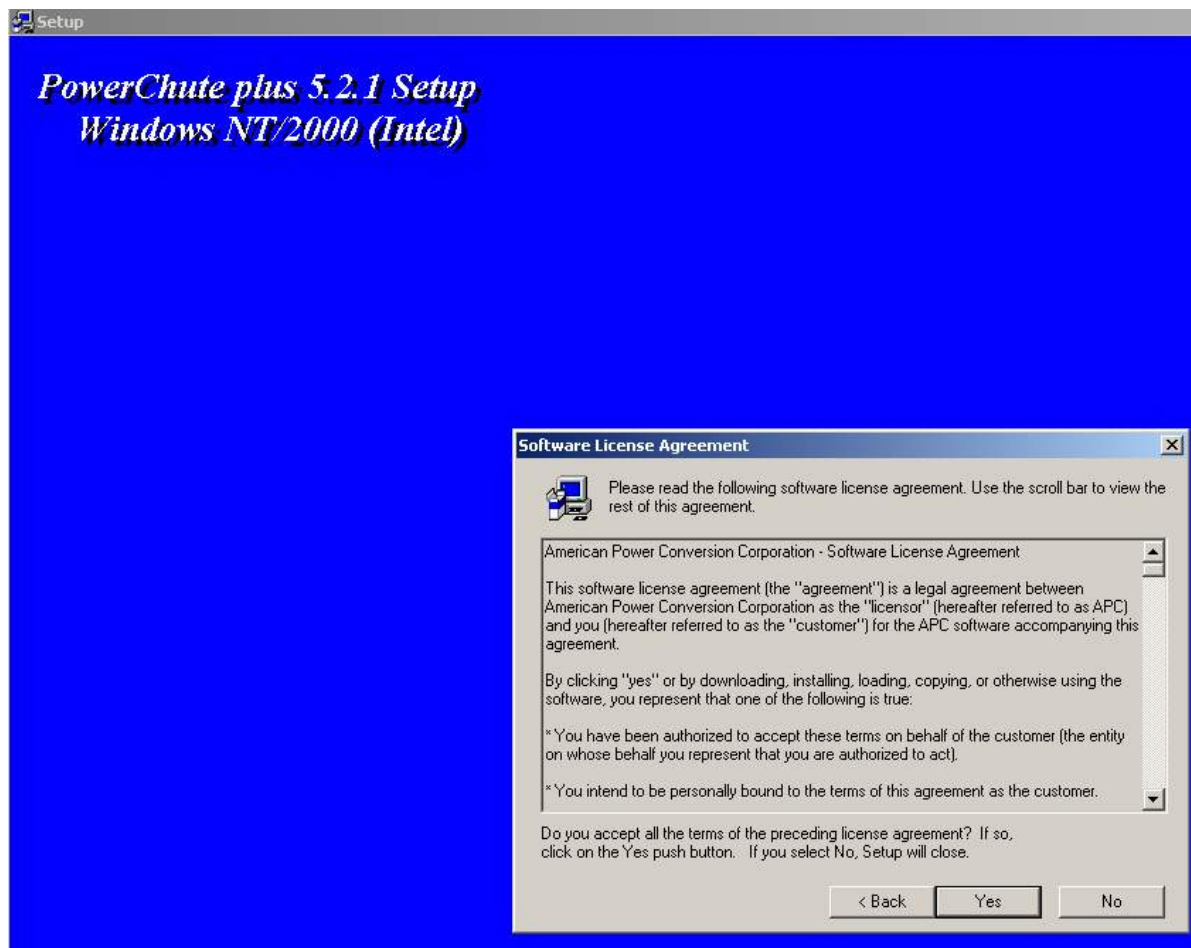 Setup
PowerChute plus 5.2.1 Setup
Windows NT/2000 (Intel)
Software License Agreement
Please read the following software license agreement. Use the scroll bar to view the
rest of this agreement.
American Power Conversion Corporation - Software License Agreement
This software license agreement (the "agreement") is a legal agreement between
American Power Conversion Corporation as the "licensor" (hereafter referred to as APC)
and you (hereafter referred to as the "customer") for the APC software accompanying this
agreement.
By clicking "yes" or by downloading, installing, loading, copying, or otherwise using the
software, you represent that one of the following is true:
* You have been authorized to accept these terms on behalf of the customer (the entity
on whose behalf you represent that you are authorized to act).
* You intend to be personally bound to the terms of this agreement as the customer.
Do you accept all the terms of the preceding license agreement? If so,
click on the Yes push button. If you select No, Setup will close.
< Back Yes No